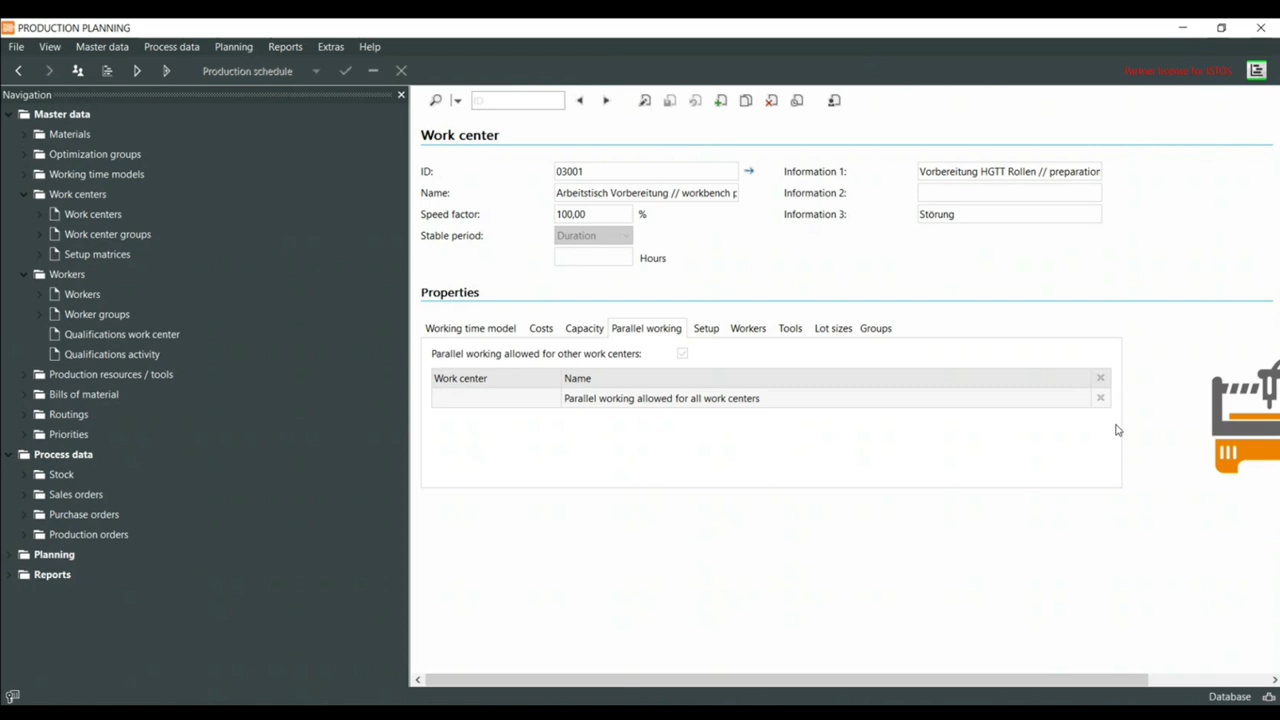 PRODUCTION PLANNING
File View Master data Process data Planning Reports Extras Help
Production schedule
Partner license for ISTOS
Navigation
Master data
Materials
Optimization groups
Working time models
Work centers
Work centers
Work center groups
Setup matrices
Workers
Workers
Worker groups
Qualifications work center
Qualifications activity
Production resources / tools
Bills of material
Routings
Priorities
Process data
Stock
Sales orders
Purchase orders
Production orders
Planning
Reports
ID
Work center
ID: 03001 Information 1: Vorbereitung HGTT Rollen // preparation
Name: Arbeitstisch Vorbereitung // workbench p Information 2:
Speed factor: 100,00 % Information 3: Störung
Stable period: Duration
Hours
Properties
Working time model Costs Capacity Parallel working Setup Workers Tools Lot sizes Groups
Parallel working allowed for other work centers:
Work center Name
Parallel working allowed for all work centers
Database